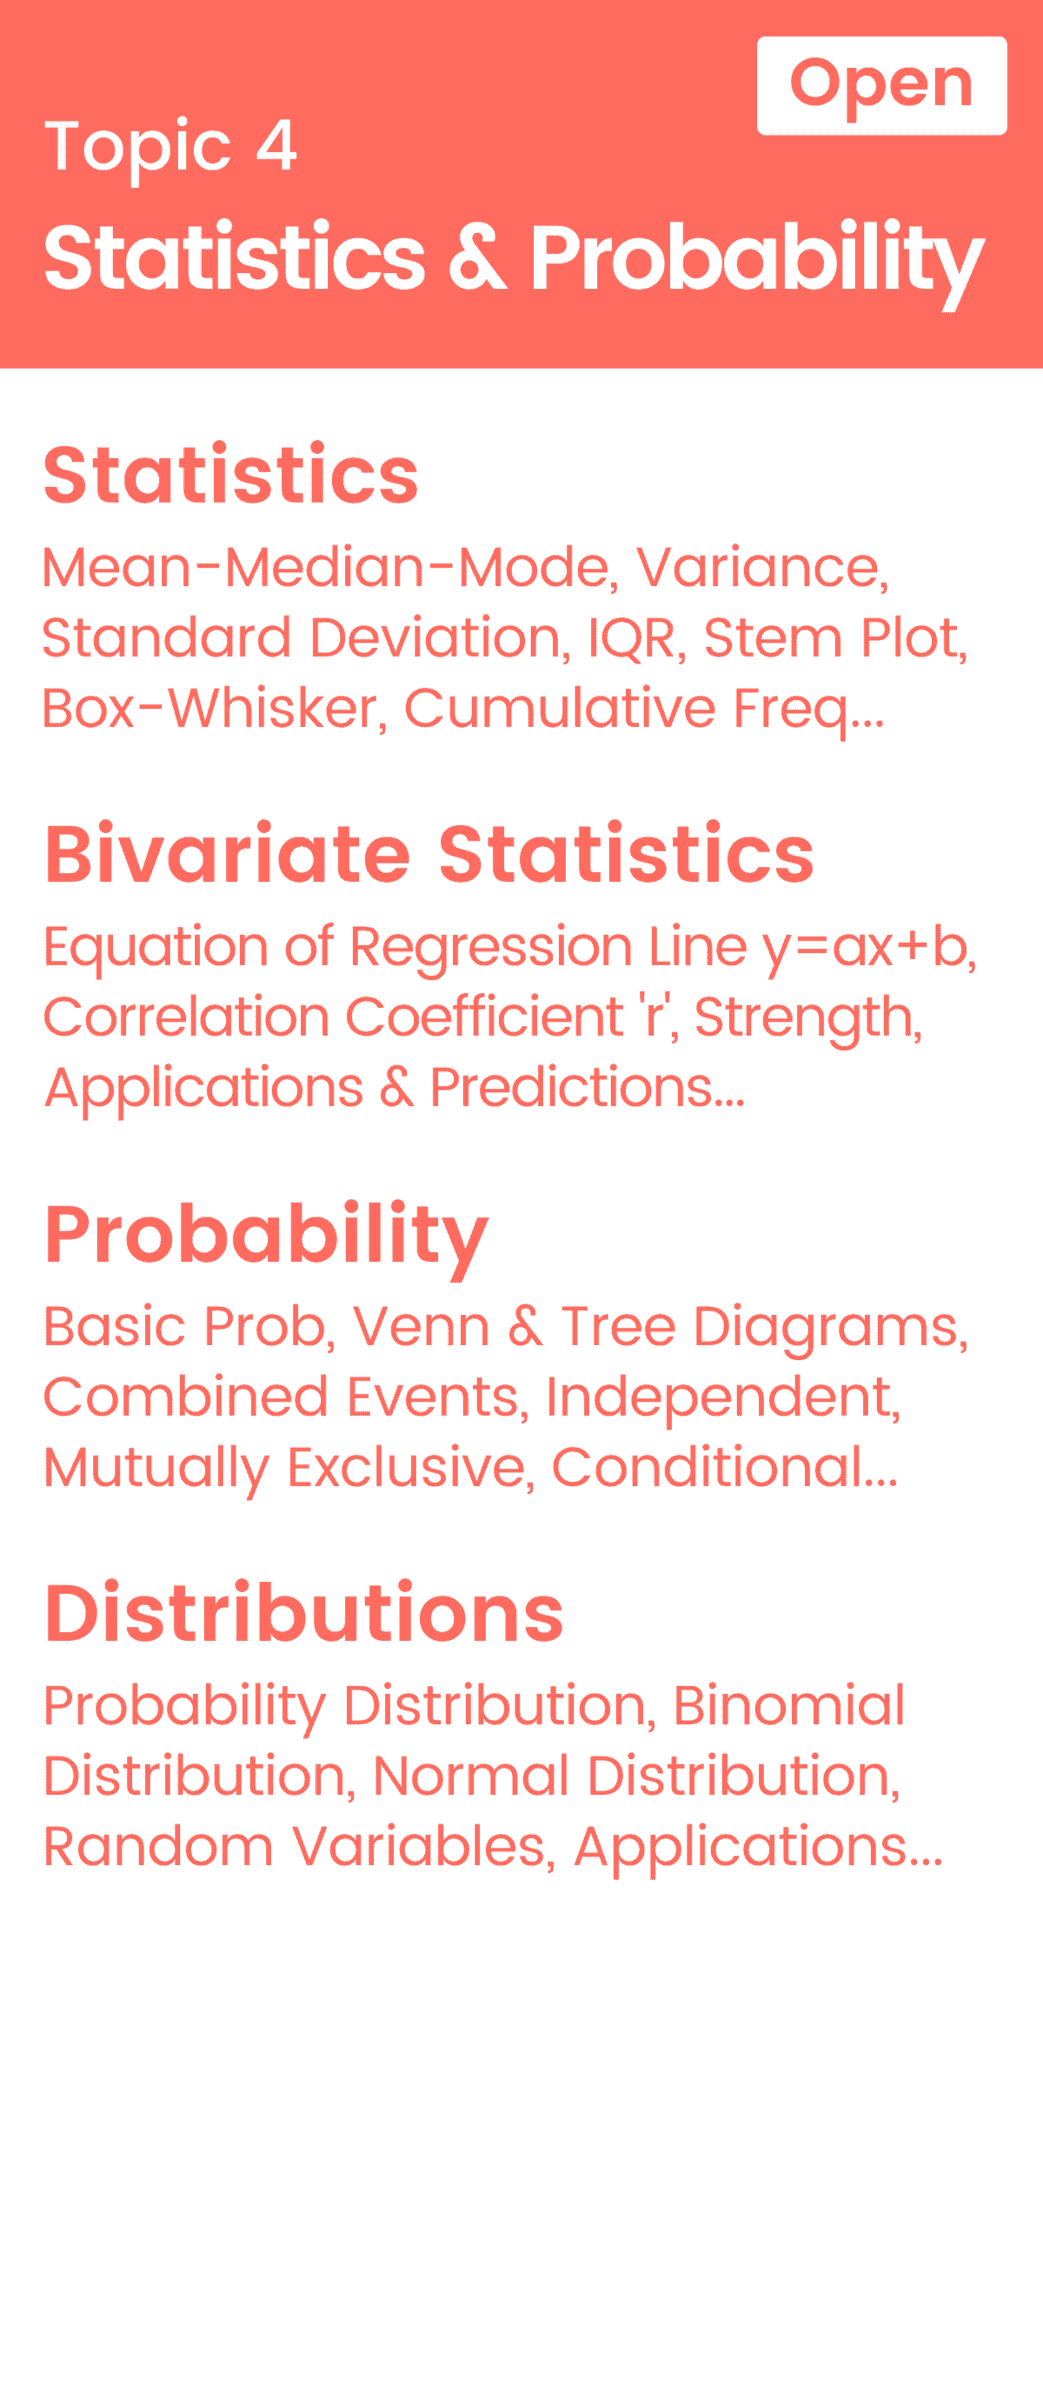 Open
Topic 4
Statistics & Probability
Statistics
Mean-Median-Mode, Variance,
Standard Deviation, IQR, Stem Plot,
Box-Whisker, Cumulative Freq...
Bivariate Statistics
Equation of Regression Line y=ax+b,
Correlation Coefficient 'r', Strength,
Applications & Predictions...
Probability
Basic Prob, Venn & Tree Diagrams,
Combined Events, Independent,
Mutually Exclusive, Conditional...
Distributions
Probability Distribution, Binomial
Distribution, Normal Distribution,
Random Variables, Applications...